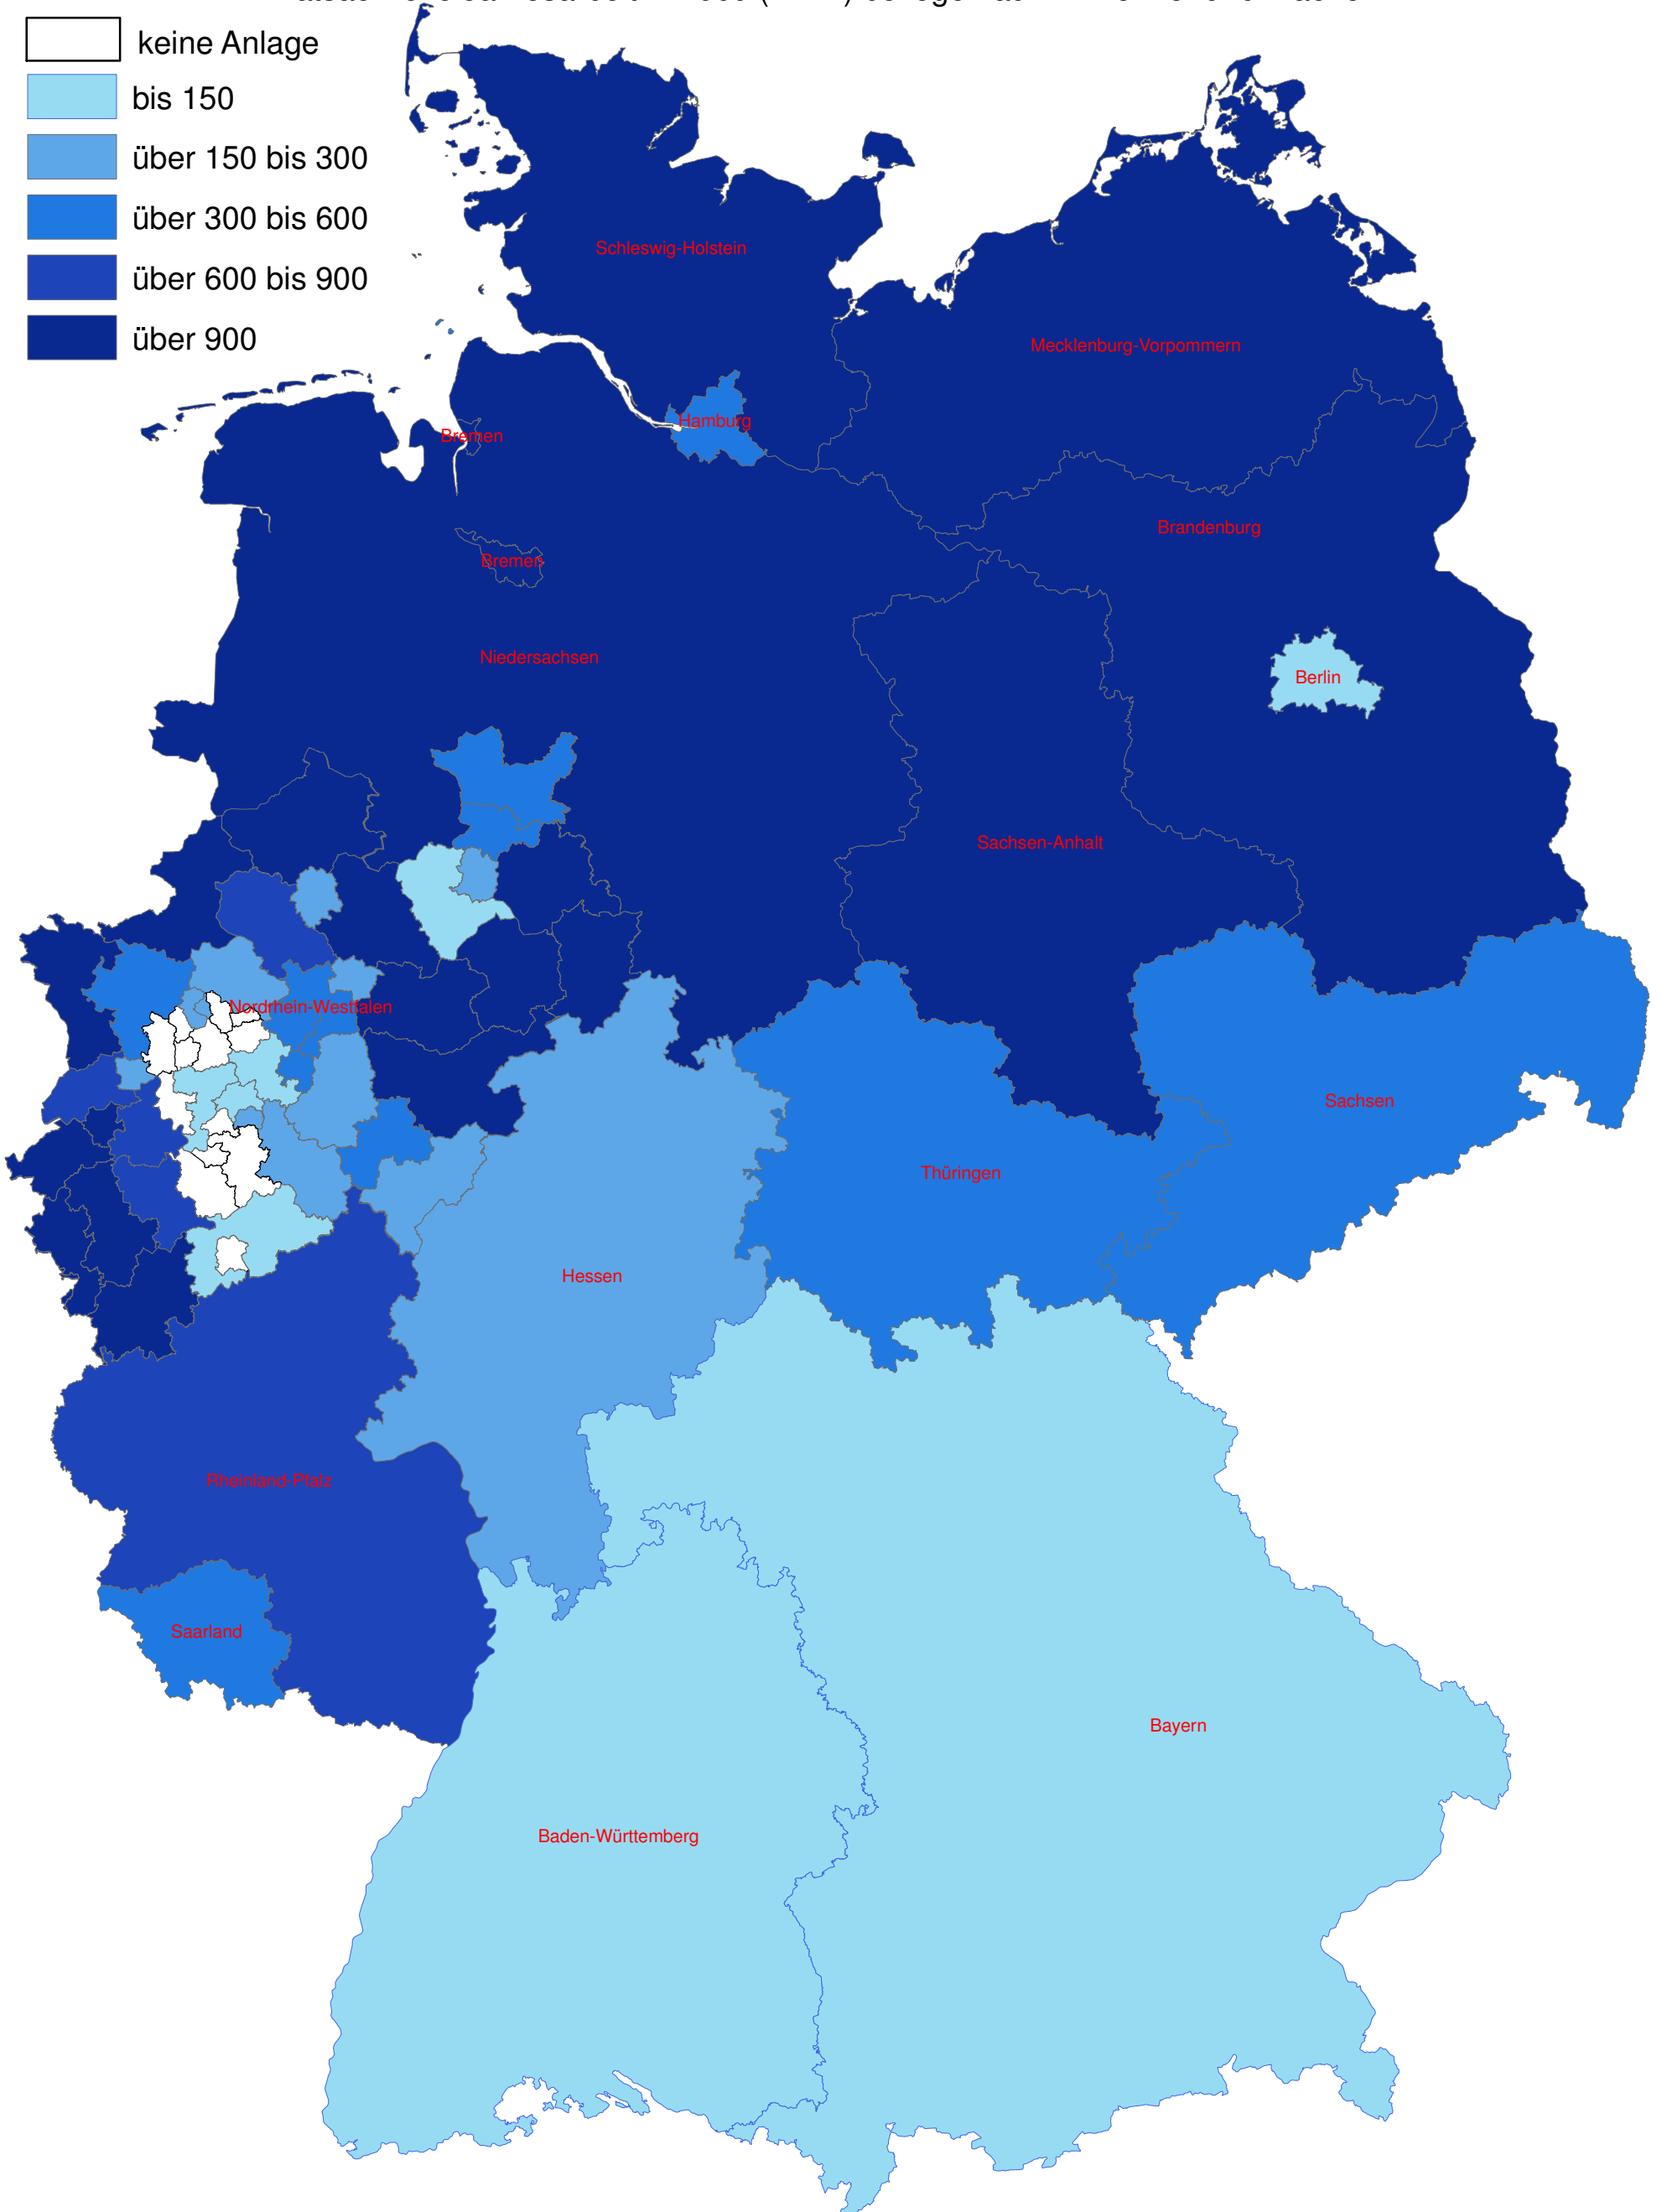 keine Anlage
bis 150
über 150 bis 300
über 300 bis 600
über 600 bis 900
über 900
Schleswig-Holstein
Mecklenburg-Vorpommern
Hamburg
Bremen
Brandenburg
Bremen
Niedersachsen
Berlin
Sachsen-Anhalt
Nordrhein-Westfalen
Sachsen
Thüringen
Hessen
Rheinland-Pfalz
Saarland
Bayern
Baden-Württemberg